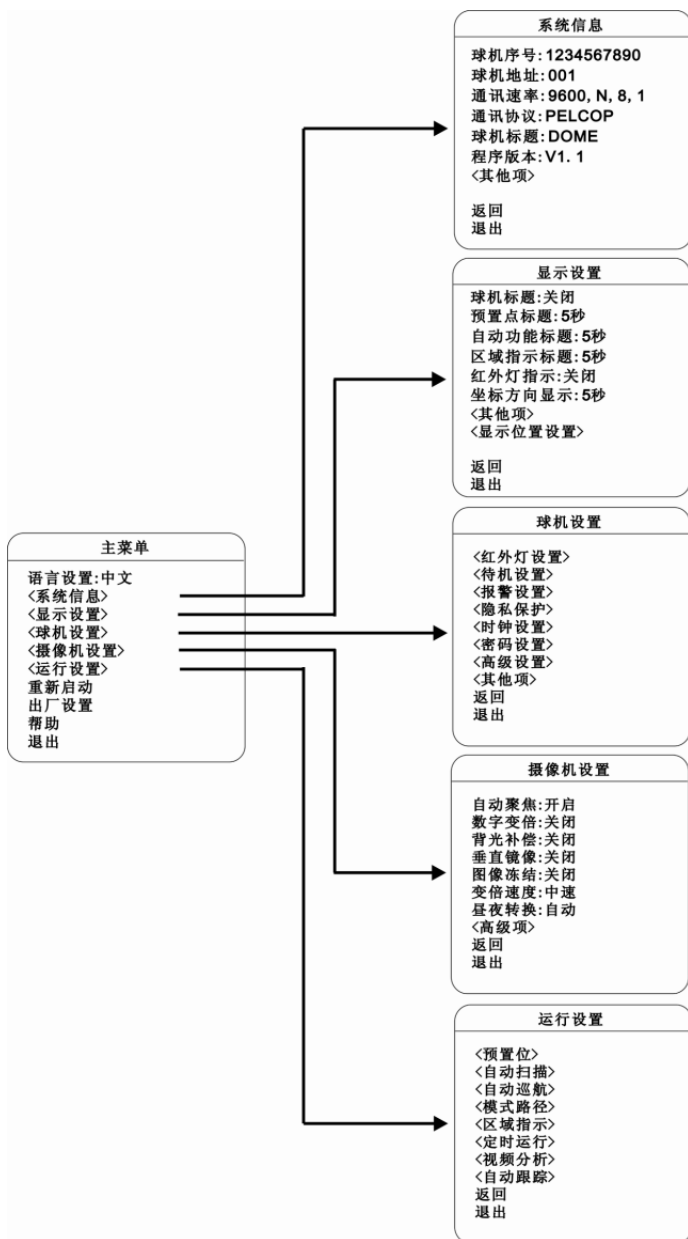 系统信息
球机序号:1234567890
球机地址:001
通讯速率:9600, N, 8, 1
通讯协议:PELCOP
球机标题:DOME
程序版本:V1. 1
<其他项>
返回
退出
显示设置
球机标题:关闭
预置点标题:5秒
自动功能标题:5秒
区域指示标题:5秒
红外灯指示:关闭
坐标方向显示:5秒
<其他项>
<显示位置设置>
返回
退出
主菜单
语言设置:中文
<系统信息>
<显示设置>
<球机设置>
<摄像机设置>
<运行设置>
重新启动
出厂设置
帮助
退出
球机设置
<红外灯设置>
<待机设置>
<报警设置>
<隐私保护>
<时钟设置>
<密码设置>
<高级设置>
<其他项>
返回
退出
摄像机设置
自动聚焦:开启
数字变倍:关闭
背光补偿:关闭
垂直镜像:关闭
图像冻结:关闭
变倍速度:中速
昼夜转换:自动
<高级项>
返回
退出
运行设置
<预置位>
<自动扫描>
<自动巡航>
<模式路径>
<区域指示>
<定时运行>
<视频分析>
<自动跟踪>
返回
退出